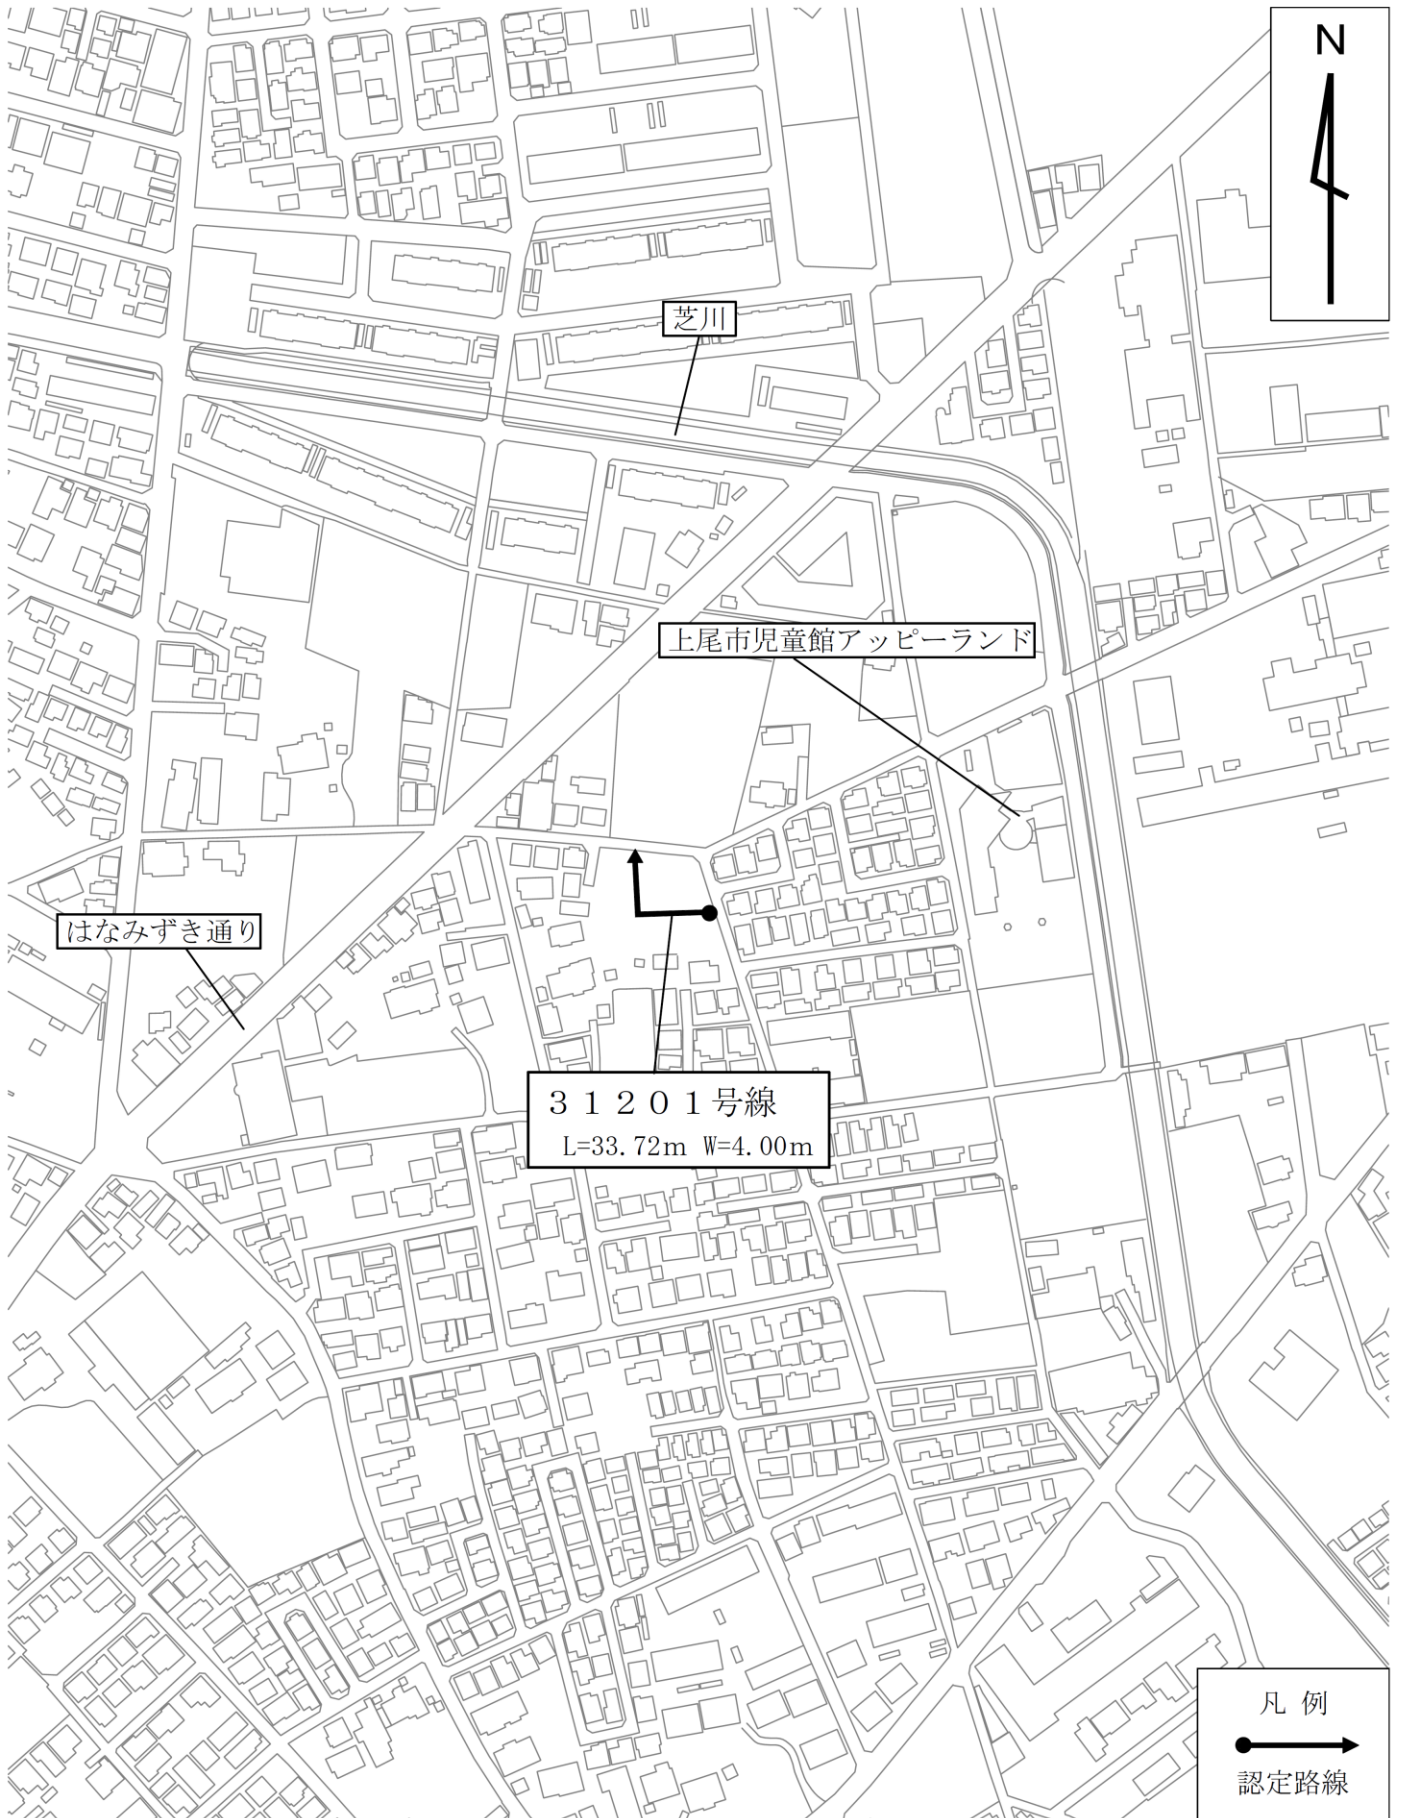 N
芝川
上尾市児童館アッピーランド
はなみずき通り
３１２０１号線
L=33.72m W=4.00m
凡 例
認定路線